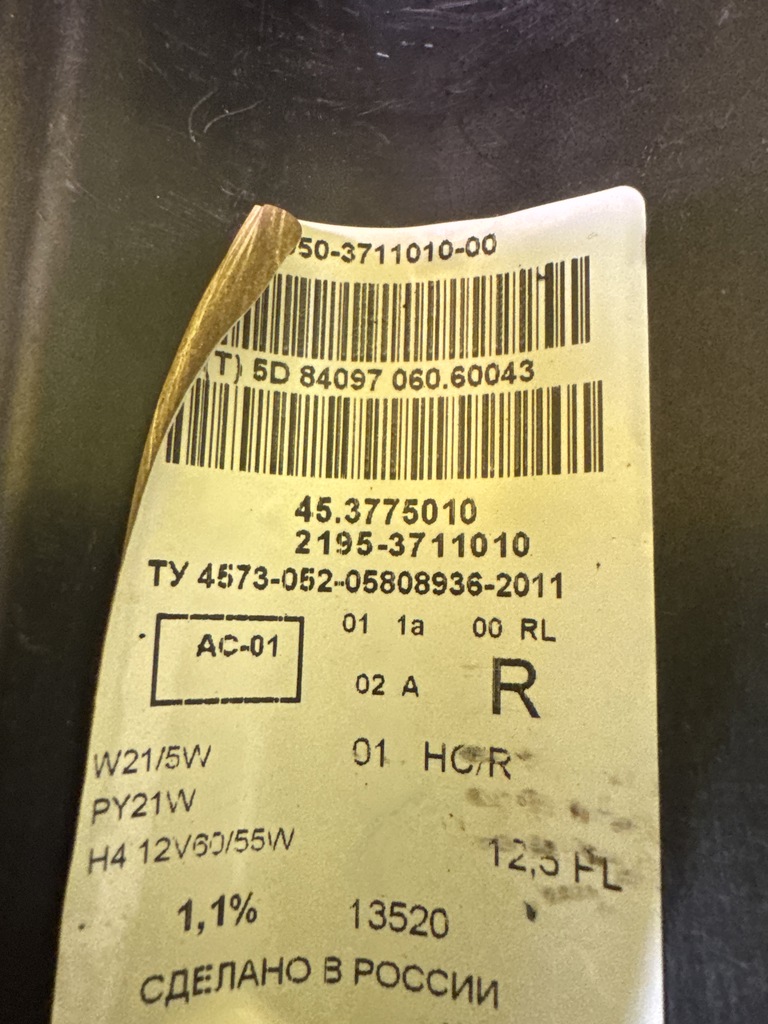 50-3711010-00
(T) 5D 84097 060.60043
45.3775010
2195-3711010
ТУ 4573-052-05808936-2011
01 1a 00 RL
AC-01
02 A R
W21/5W
01 HC/R
PY21W
H4 12V60/55W
12,5 PL
1,1% 13520
СДЕЛАНО В РОССИИ